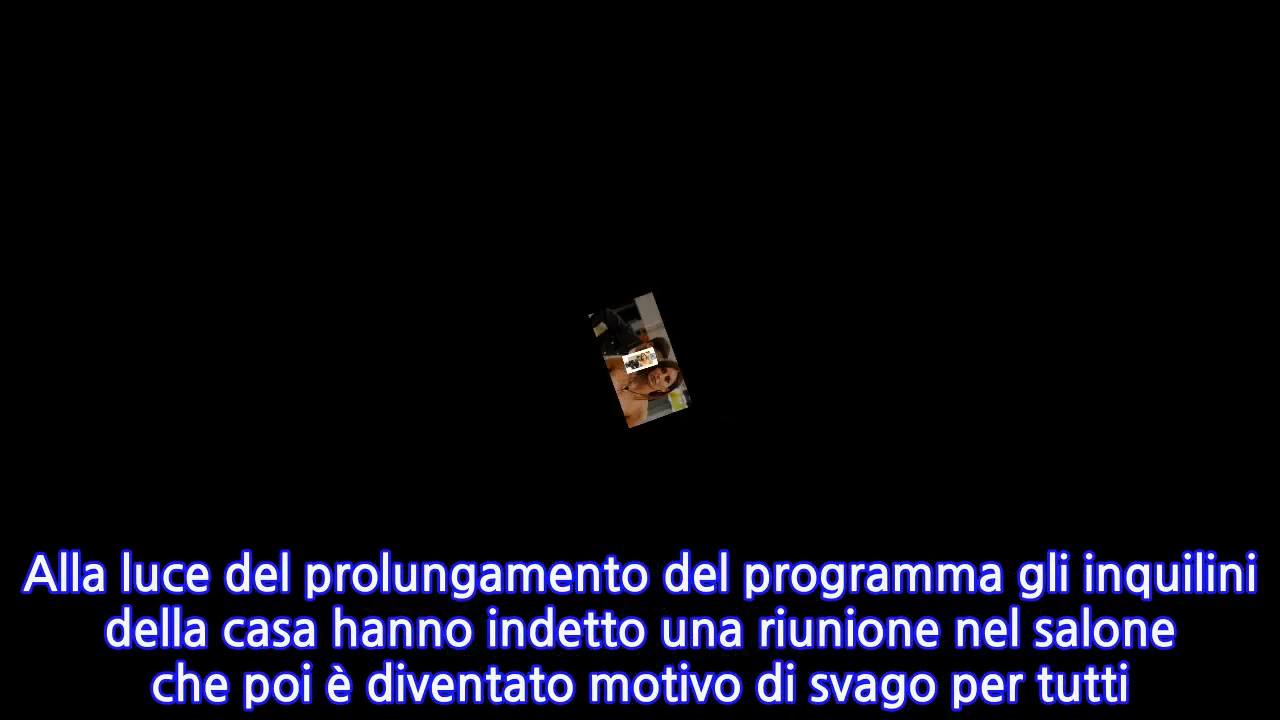 Alla luce del prolungamento del programma gli inquilini
della casa hanno indetto una riunione nel salone
che poi è diventato motivo di svago per tutti